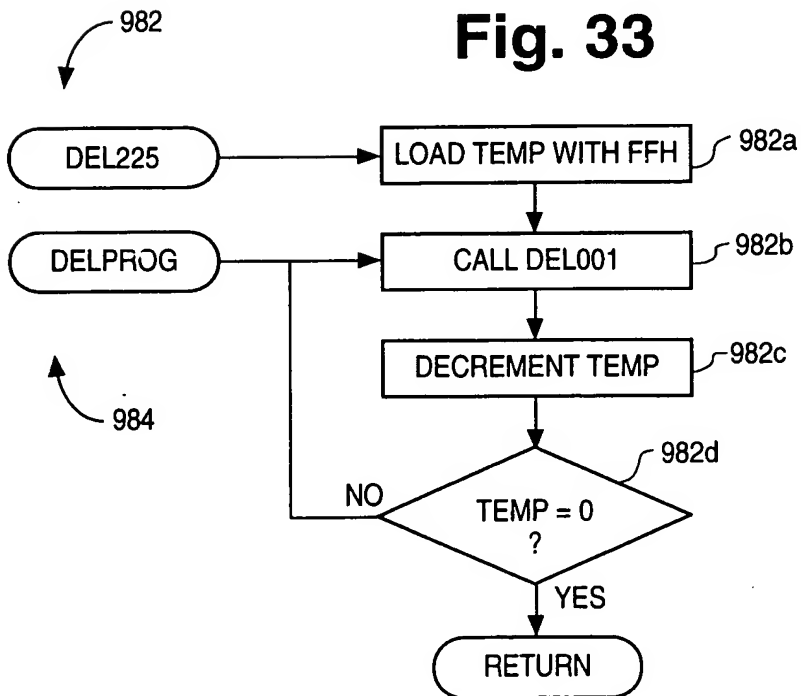 Fig. 33
982
DEL225
LOAD TEMP WITH FFH
982a
DELPROG
CALL DEL001
982b
DECREMENT TEMP
982c
984
982d
NO
TEMP = 0
?
YES
RETURN